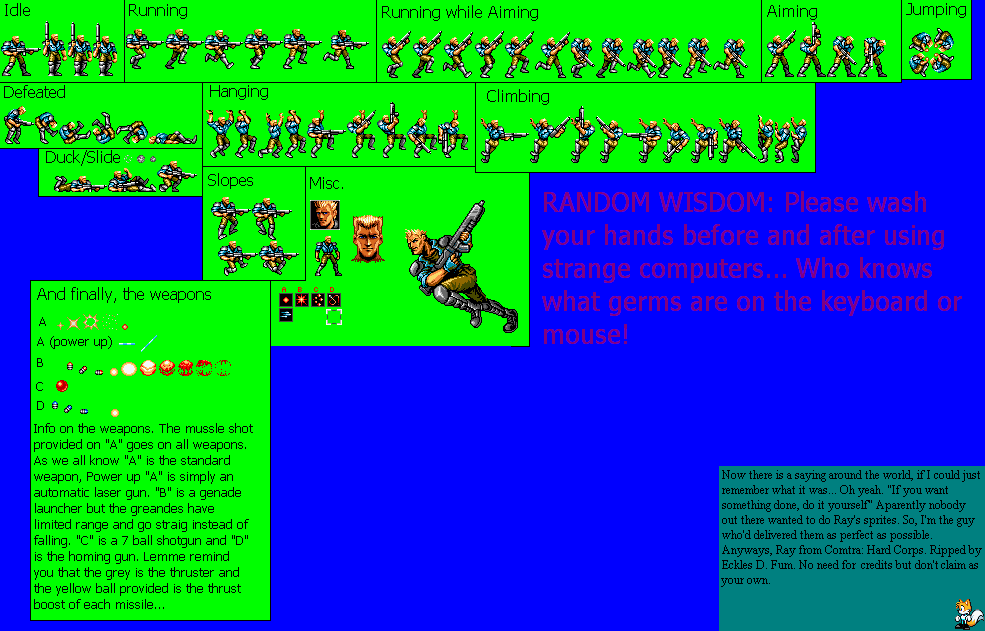 Idle
Running
Running while Aiming
Aiming
Jumping
Defeated
Hanging
Climbing
Duck/Slide
Slopes
Misc.
A B C D
RANDOM WISDOM: Please wash
your hands before and after using
strange computers... Who knows
what germs are on the keyboard or
mouse!
And finally, the weapons
A
A (power up)
B
C
D
Info on the weapons. The mussle shot
provided on "A" goes on all weapons.
As we all know "A" is the standard
weapon, Power up "A" is simply an
automatic laser gun. "B" is a genade
launcher but the greandes have
limited range and go straig instead of
falling. "C" is a 7 ball shotgun and "D"
is the homing gun. Lemme remind
you that the grey is the thruster and
the yellow ball provided is the thrust
boost of each missile...
Now there is a saying around the world, if I could just
remember what it was... Oh yeah. "If you want
something done, do it yourself" Aparently nobody
out there wanted to do Ray's sprites. So, I'm the guy
who'd delivered them as perfect as possible.
Anyways, Ray from Comtra: Hard Corps. Ripped by
Eckles D. Fum. No need for credits but don't claim as
your own.